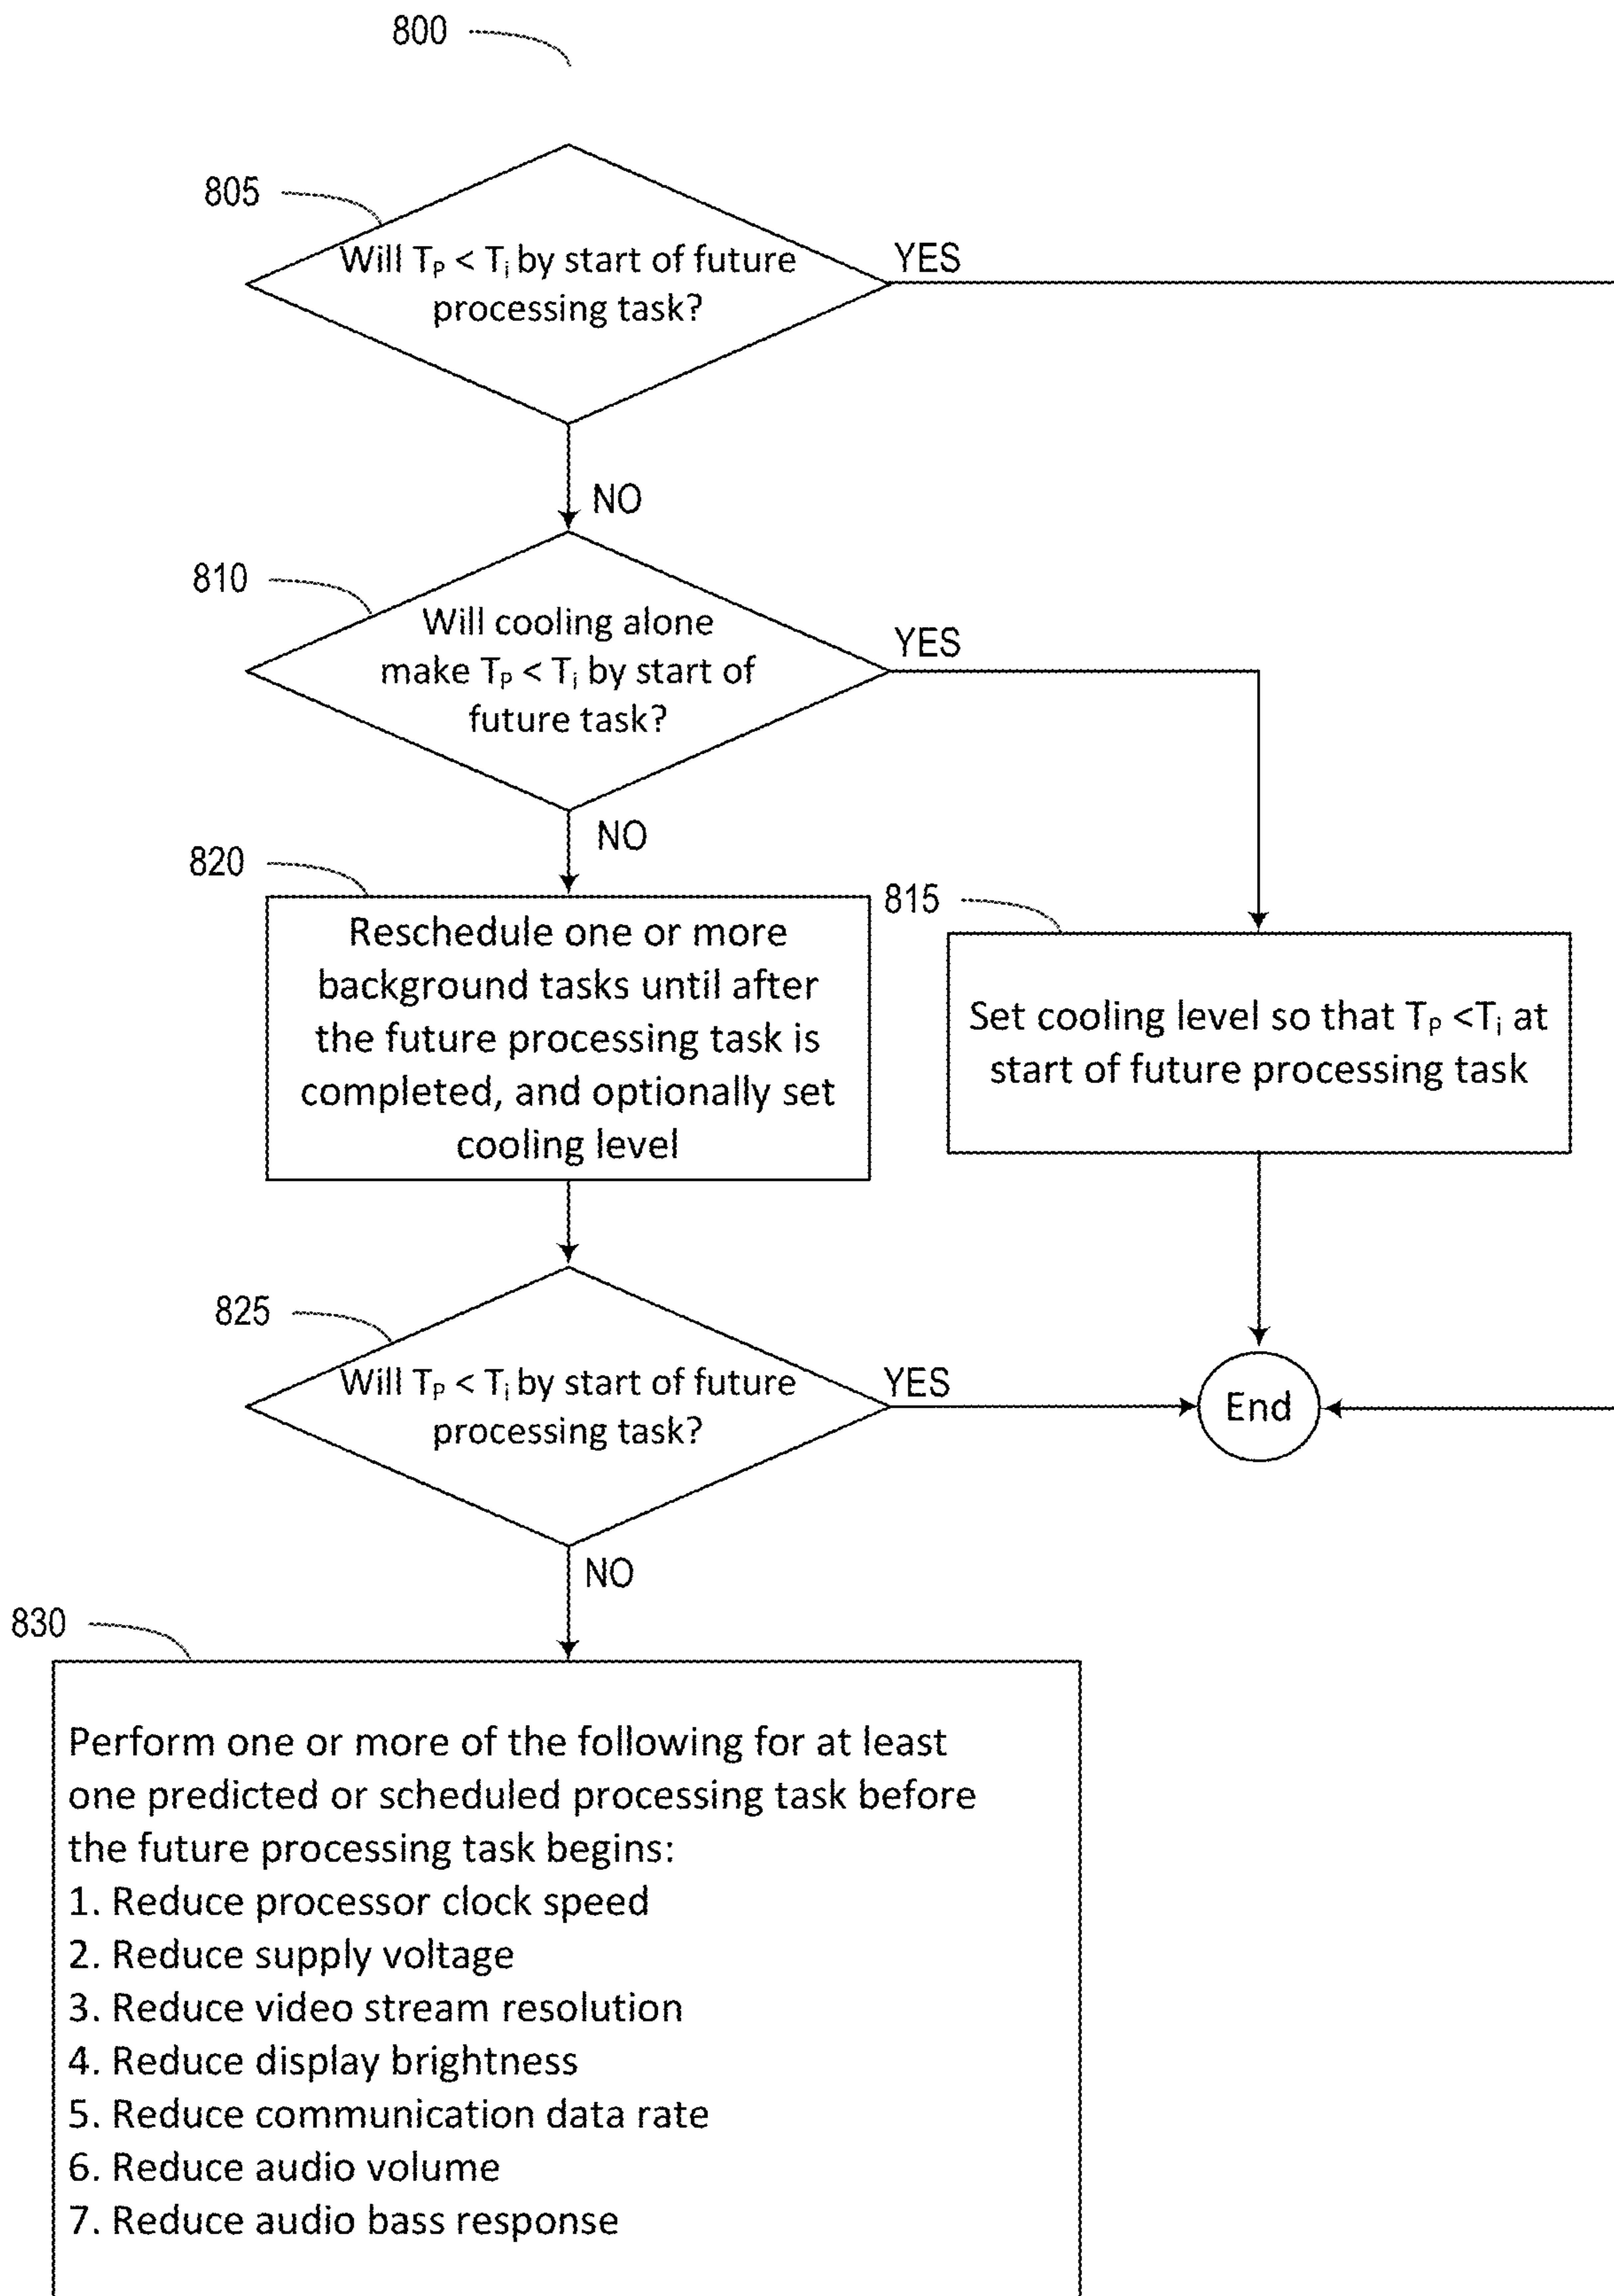 800
805
Will Tₚ < Tᵢ by start of future
processing task?
YES
NO
810
Will cooling alone
make Tₚ < Tᵢ by start of
future task?
YES
NO
820
Reschedule one or more
background tasks until after
the future processing task is
completed, and optionally set
cooling level
815
Set cooling level so that Tₚ <Tᵢ at
start of future processing task
825
Will Tₚ < Tᵢ by start of future
processing task?
YES
End
NO
830
Perform one or more of the following for at least
one predicted or scheduled processing task before
the future processing task begins:
1. Reduce processor clock speed
2. Reduce supply voltage
3. Reduce video stream resolution
4. Reduce display brightness
5. Reduce communication data rate
6. Reduce audio volume
7. Reduce audio bass response